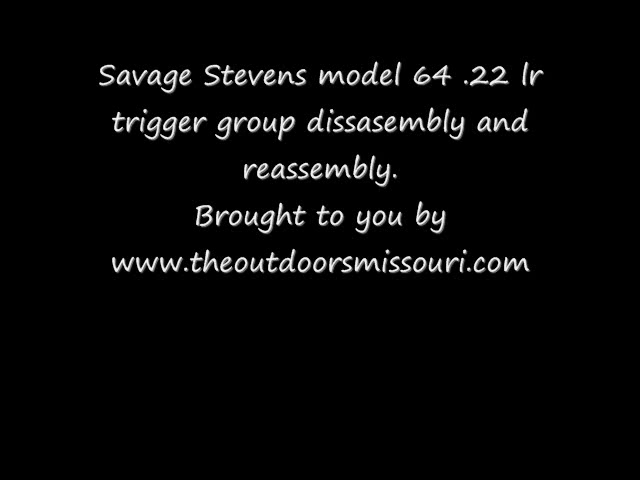 Savage Stevens model 64 .22 lr
trigger group dissasembly and
reassembly.
Brought to you by
www.theoutdoorsmissouri.com